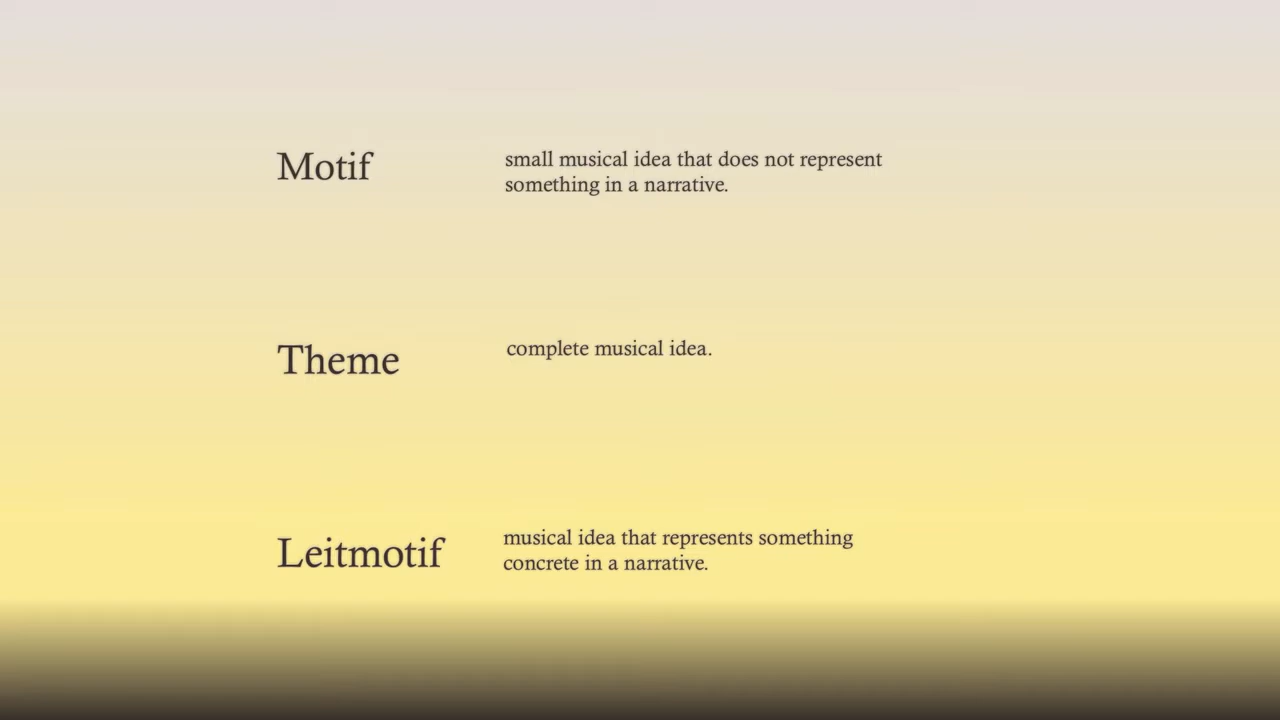 Motif
small musical idea that does not represent
something in a narrative.
Theme
complete musical idea.
Leitmotif
musical idea that represents something
concrete in a narrative.